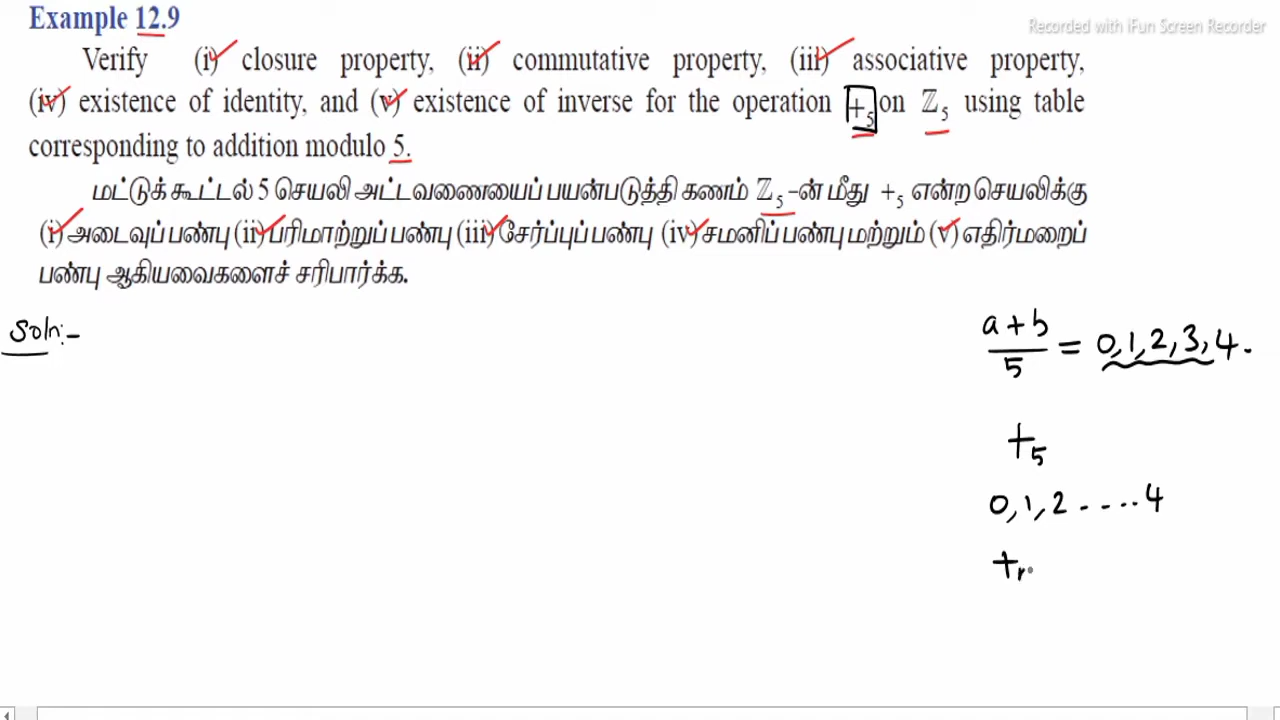 Example 12.9
Recorded with iFun Screen Recorder
Verify (i) closure property, (ii) commutative property, (iii) associative property,
(iv) existence of identity, and (v) existence of inverse for the operation +₅ on ℤ₅ using table
corresponding to addition modulo 5.
மட்டுக்கூட்டல் 5 செயலி அட்டவணையைப் பயன்படுத்தி கணம் ℤ₅ -ன் மீது +₅ என்ற செயலிக்கு
(i) அடைவுப் பண்பு (ii) பரிமாற்றுப் பண்பு (iii) சேர்ப்புப் பண்பு (iv) சமனிப் பண்பு மற்றும் (v) எதிர்மறைப்
பண்பு ஆகியவைகளைச் சரிபார்க்க.
Soln:-
a+b
5
= 0,1,2,3,4.
+₅
0,1,2 ..... 4
+